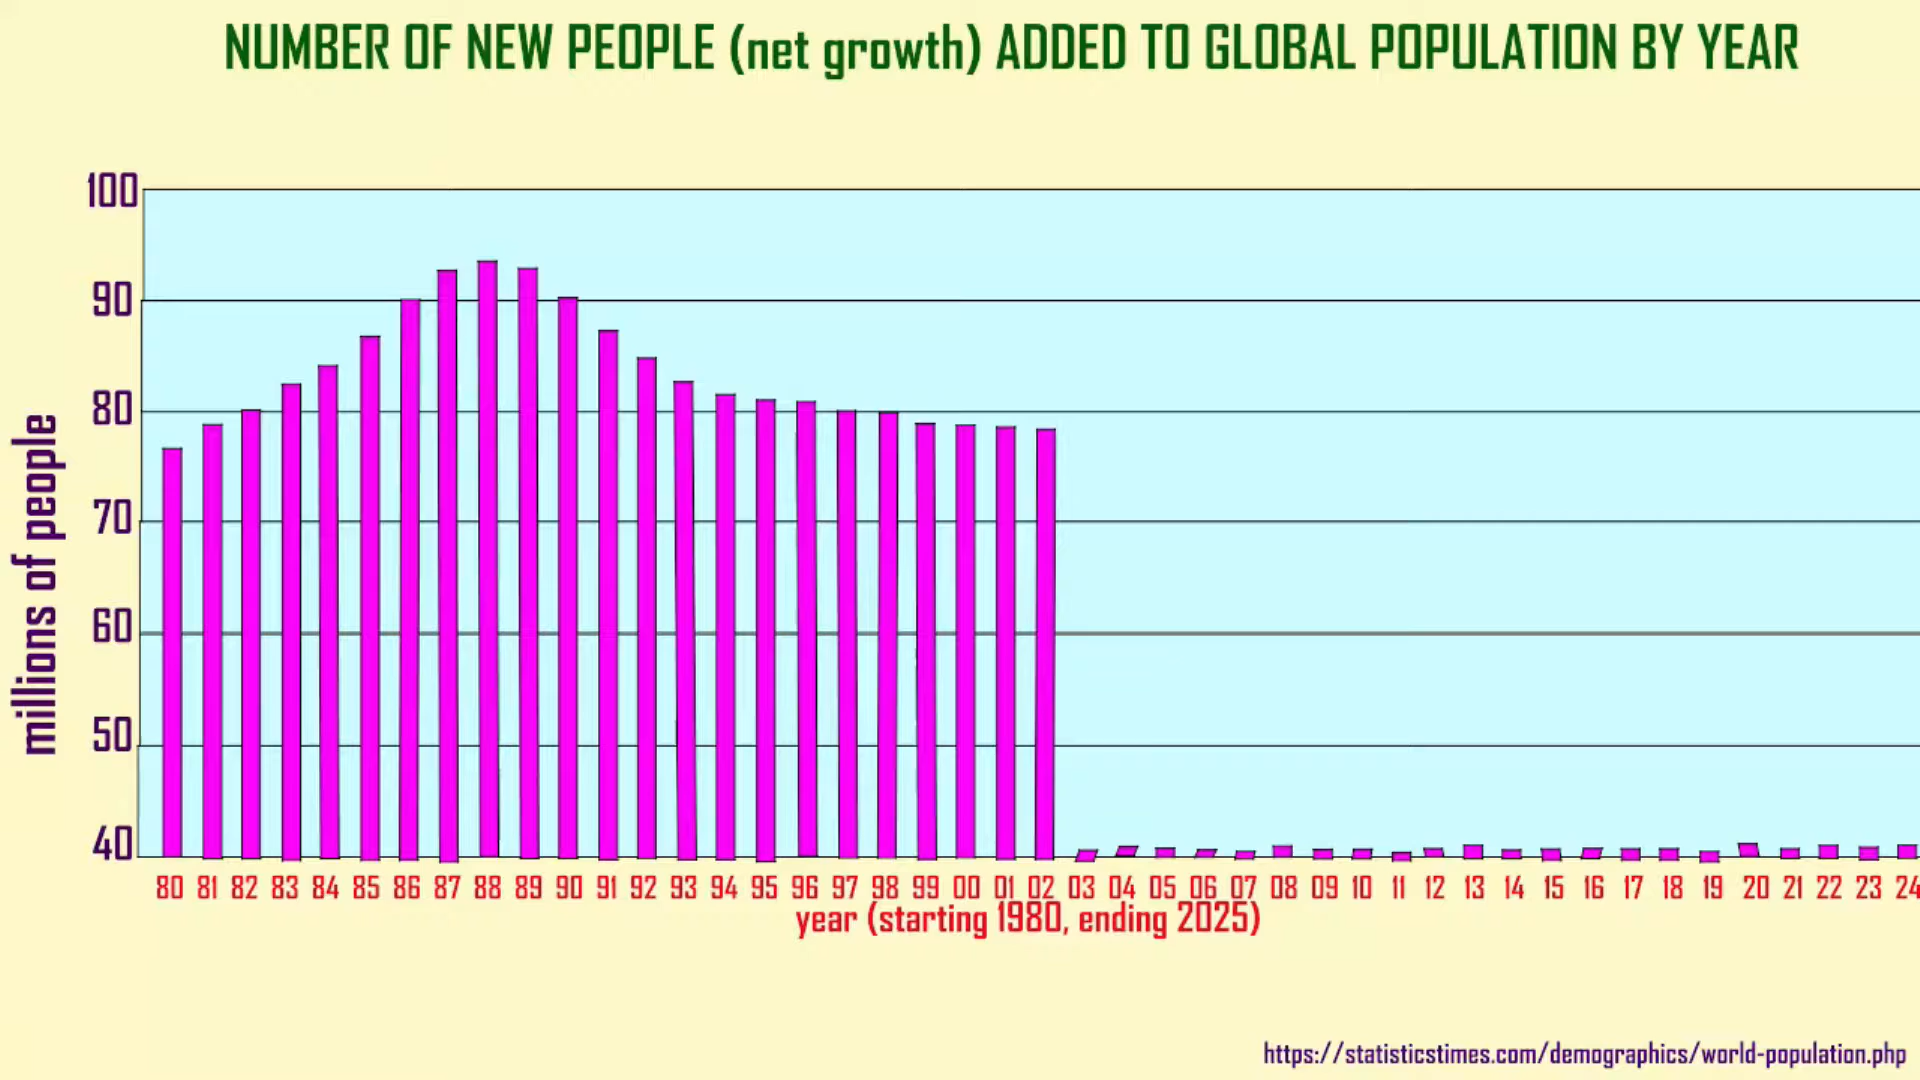 NUMBER OF NEW PEOPLE (net growth) ADDED TO GLOBAL POPULATION BY YEAR
100
90
80
70
60
50
40
millions of people
80 81 82 83 84 85 86 87 88 89 90 91 92 93 94 95 96 97 98 99 00 01 02 03 04 05 06 07 08 09 10 11 12 13 14 15 16 17 18 19 20 21 22 23 24
year (starting 1980, ending 2025)
https://statisticstimes.com/demographics/world-population.php